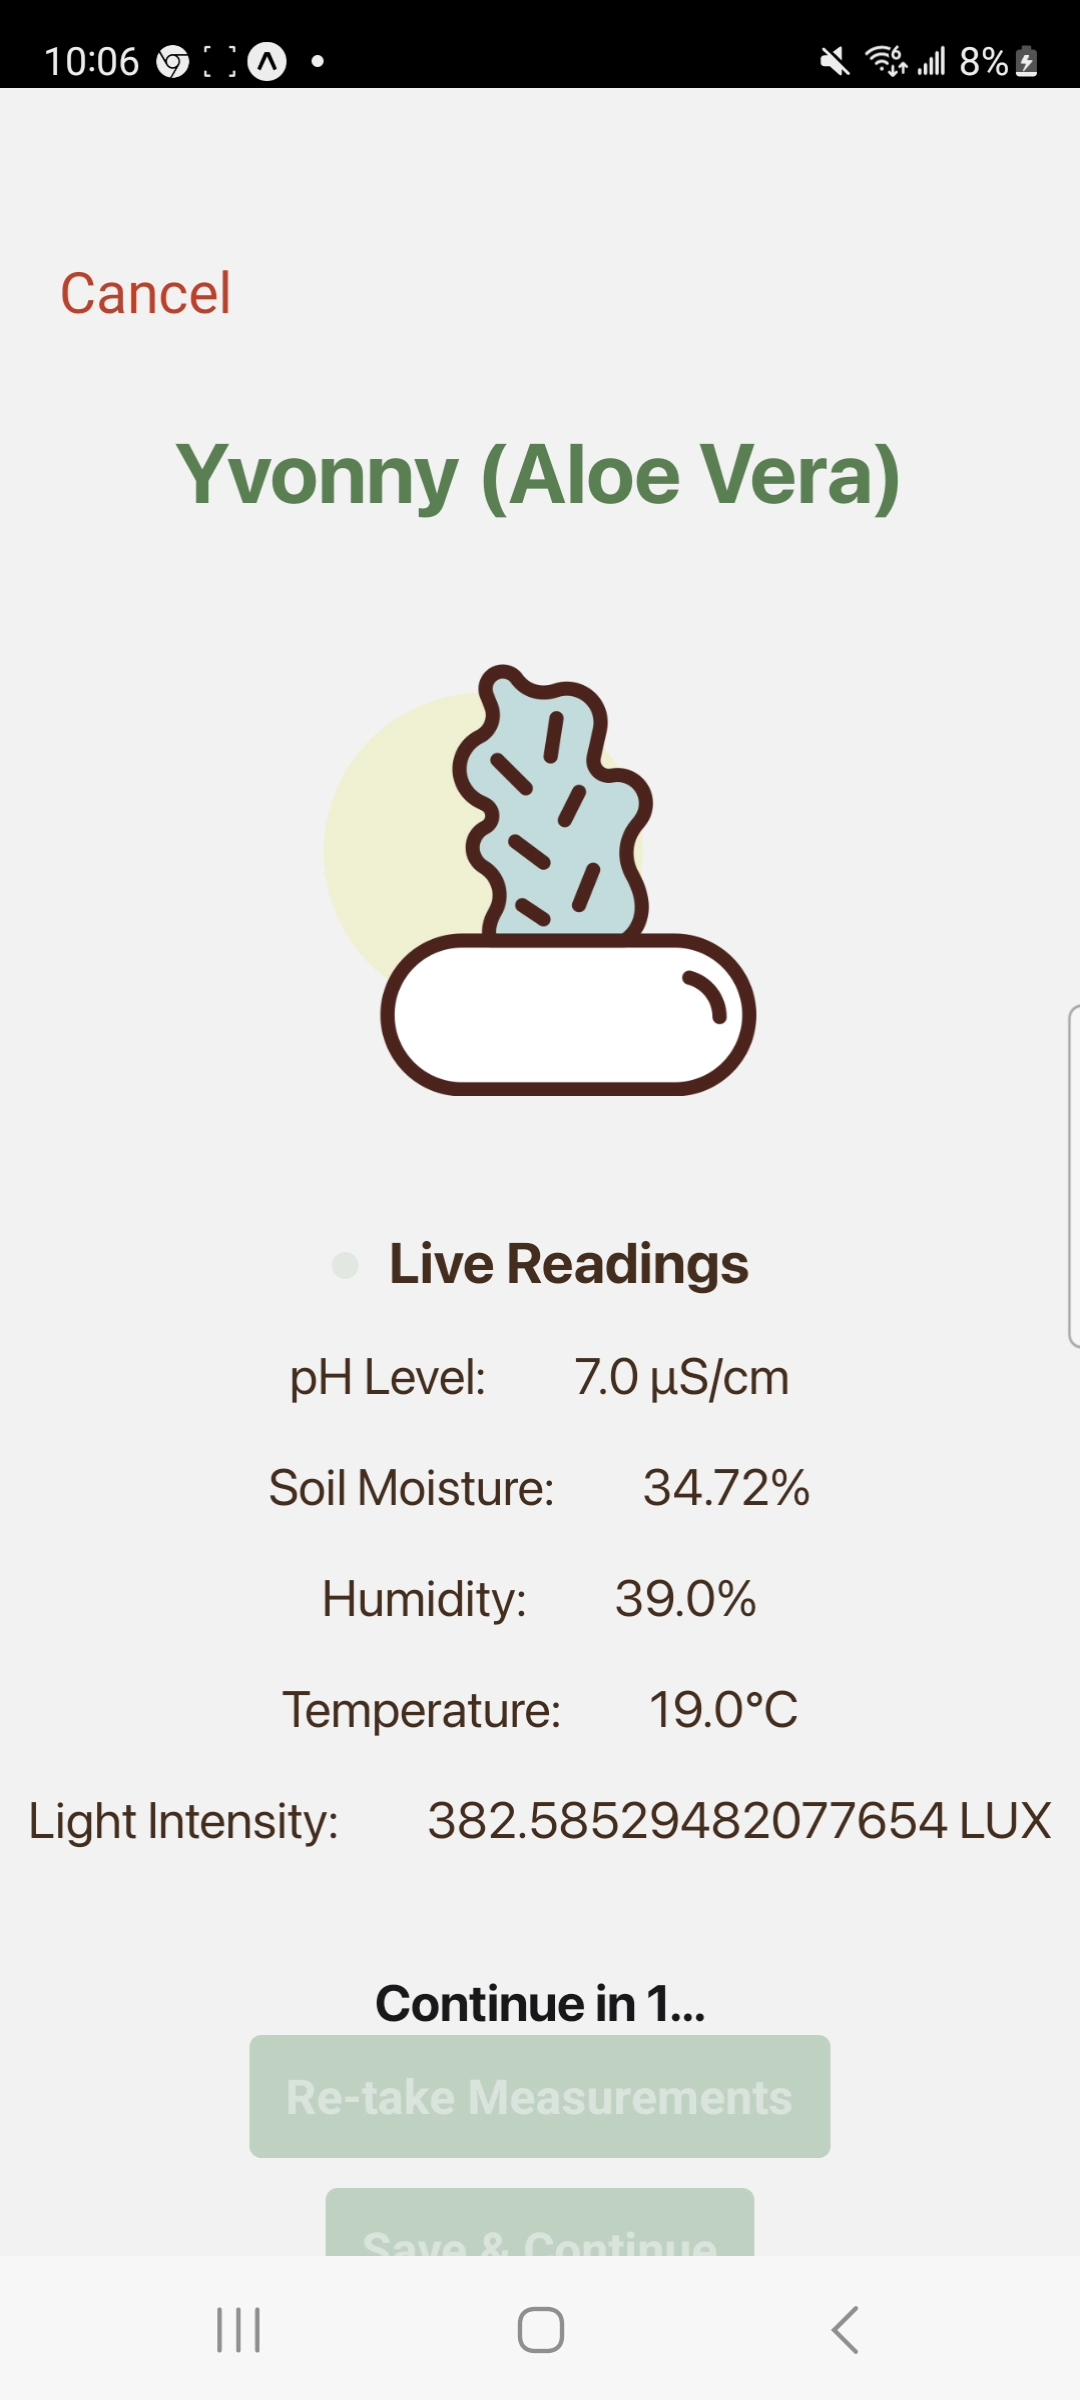 10:06 8%
Cancel
Yvonny (Aloe Vera)
Live Readings
pH Level: 7.0 µS/cm
Soil Moisture: 34.72%
Humidity: 39.0%
Temperature: 19.0°C
Light Intensity: 382.58529482077654 LUX
Continue in 1...
Re-take Measurements
Save & Continue